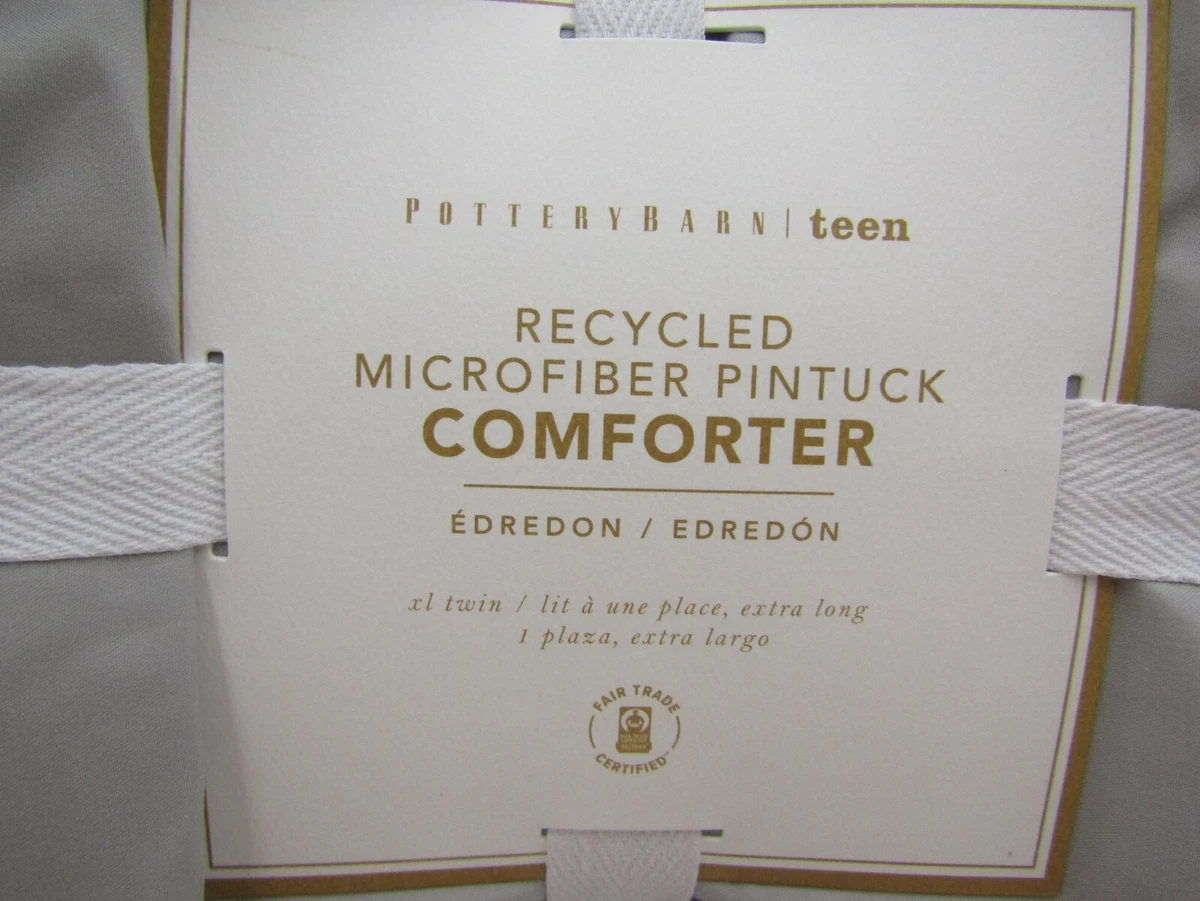 POTTERYBARN | teen
RECYCLED
MICROFIBER PINTUCK
COMFORTER
ÉDREDON / EDREDÓN
xl twin / lit à une place, extra long
1 plaza, extra largo
FAIR TRADE
CERTIFIED™